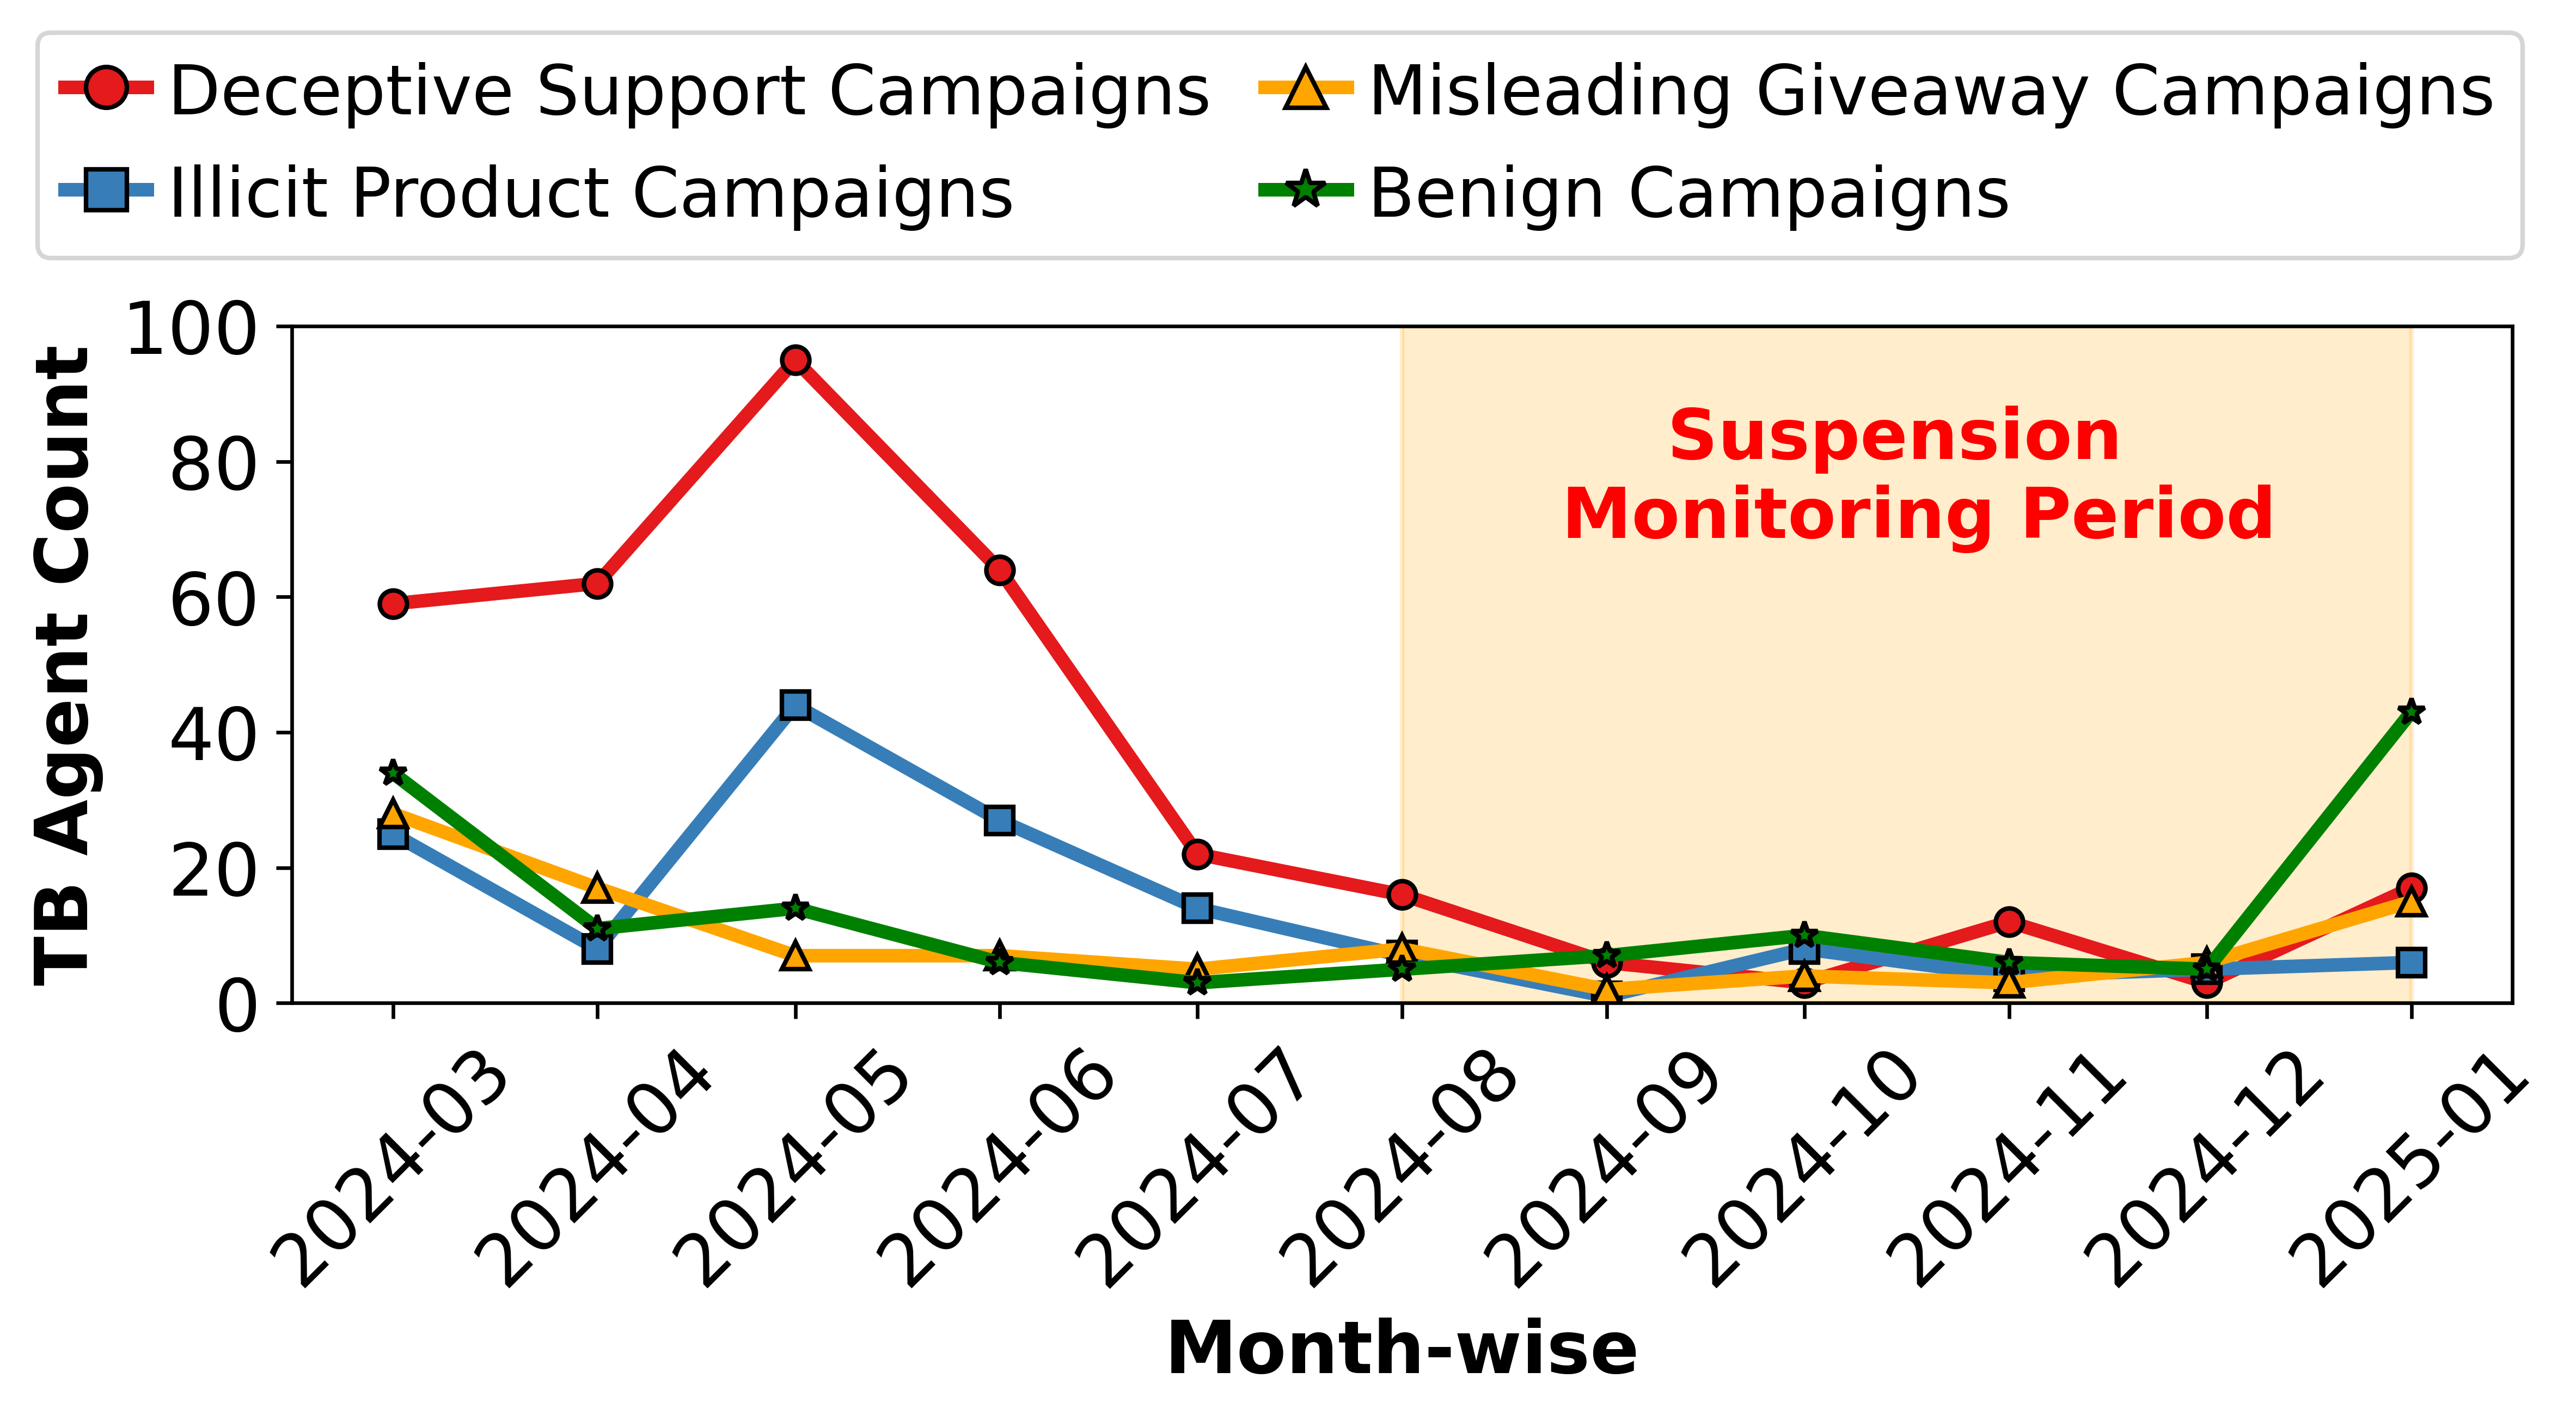 Deceptive Support Campaigns
Illicit Product Campaigns
Misleading Giveaway Campaigns
Benign Campaigns
TB Agent Count
100
80
60
40
20
0
Suspension
Monitoring Period
2024-03
2024-04
2024-05
2024-06
2024-07
2024-08
2024-09
2024-10
2024-11
2024-12
2025-01
Month-wise